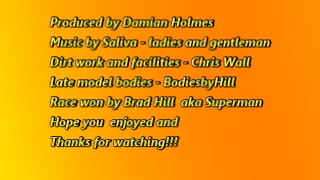 Produced by Damian Holmes
Music by Saliva - ladies and gentleman
Dirt work and facilities - Chris Wall
Late model bodies - BodiesbyHill
Race won by Brad Hill  aka Superman
Hope you  enjoyed and
Thanks for watching!!!